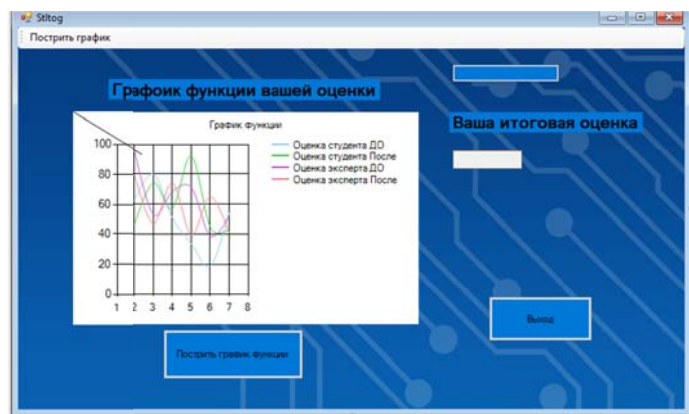 StItog
Построить график
Графоик функции вашей оценки
Ваша итоговая оценка
График Функции
Оценка студента ДО
Оценка студента После
Оценка эксперта ДО
Оценка эксперта После
100
80
60
40
20
0
1 2 3 4 5 6 7 8
Построить график функции
Выход